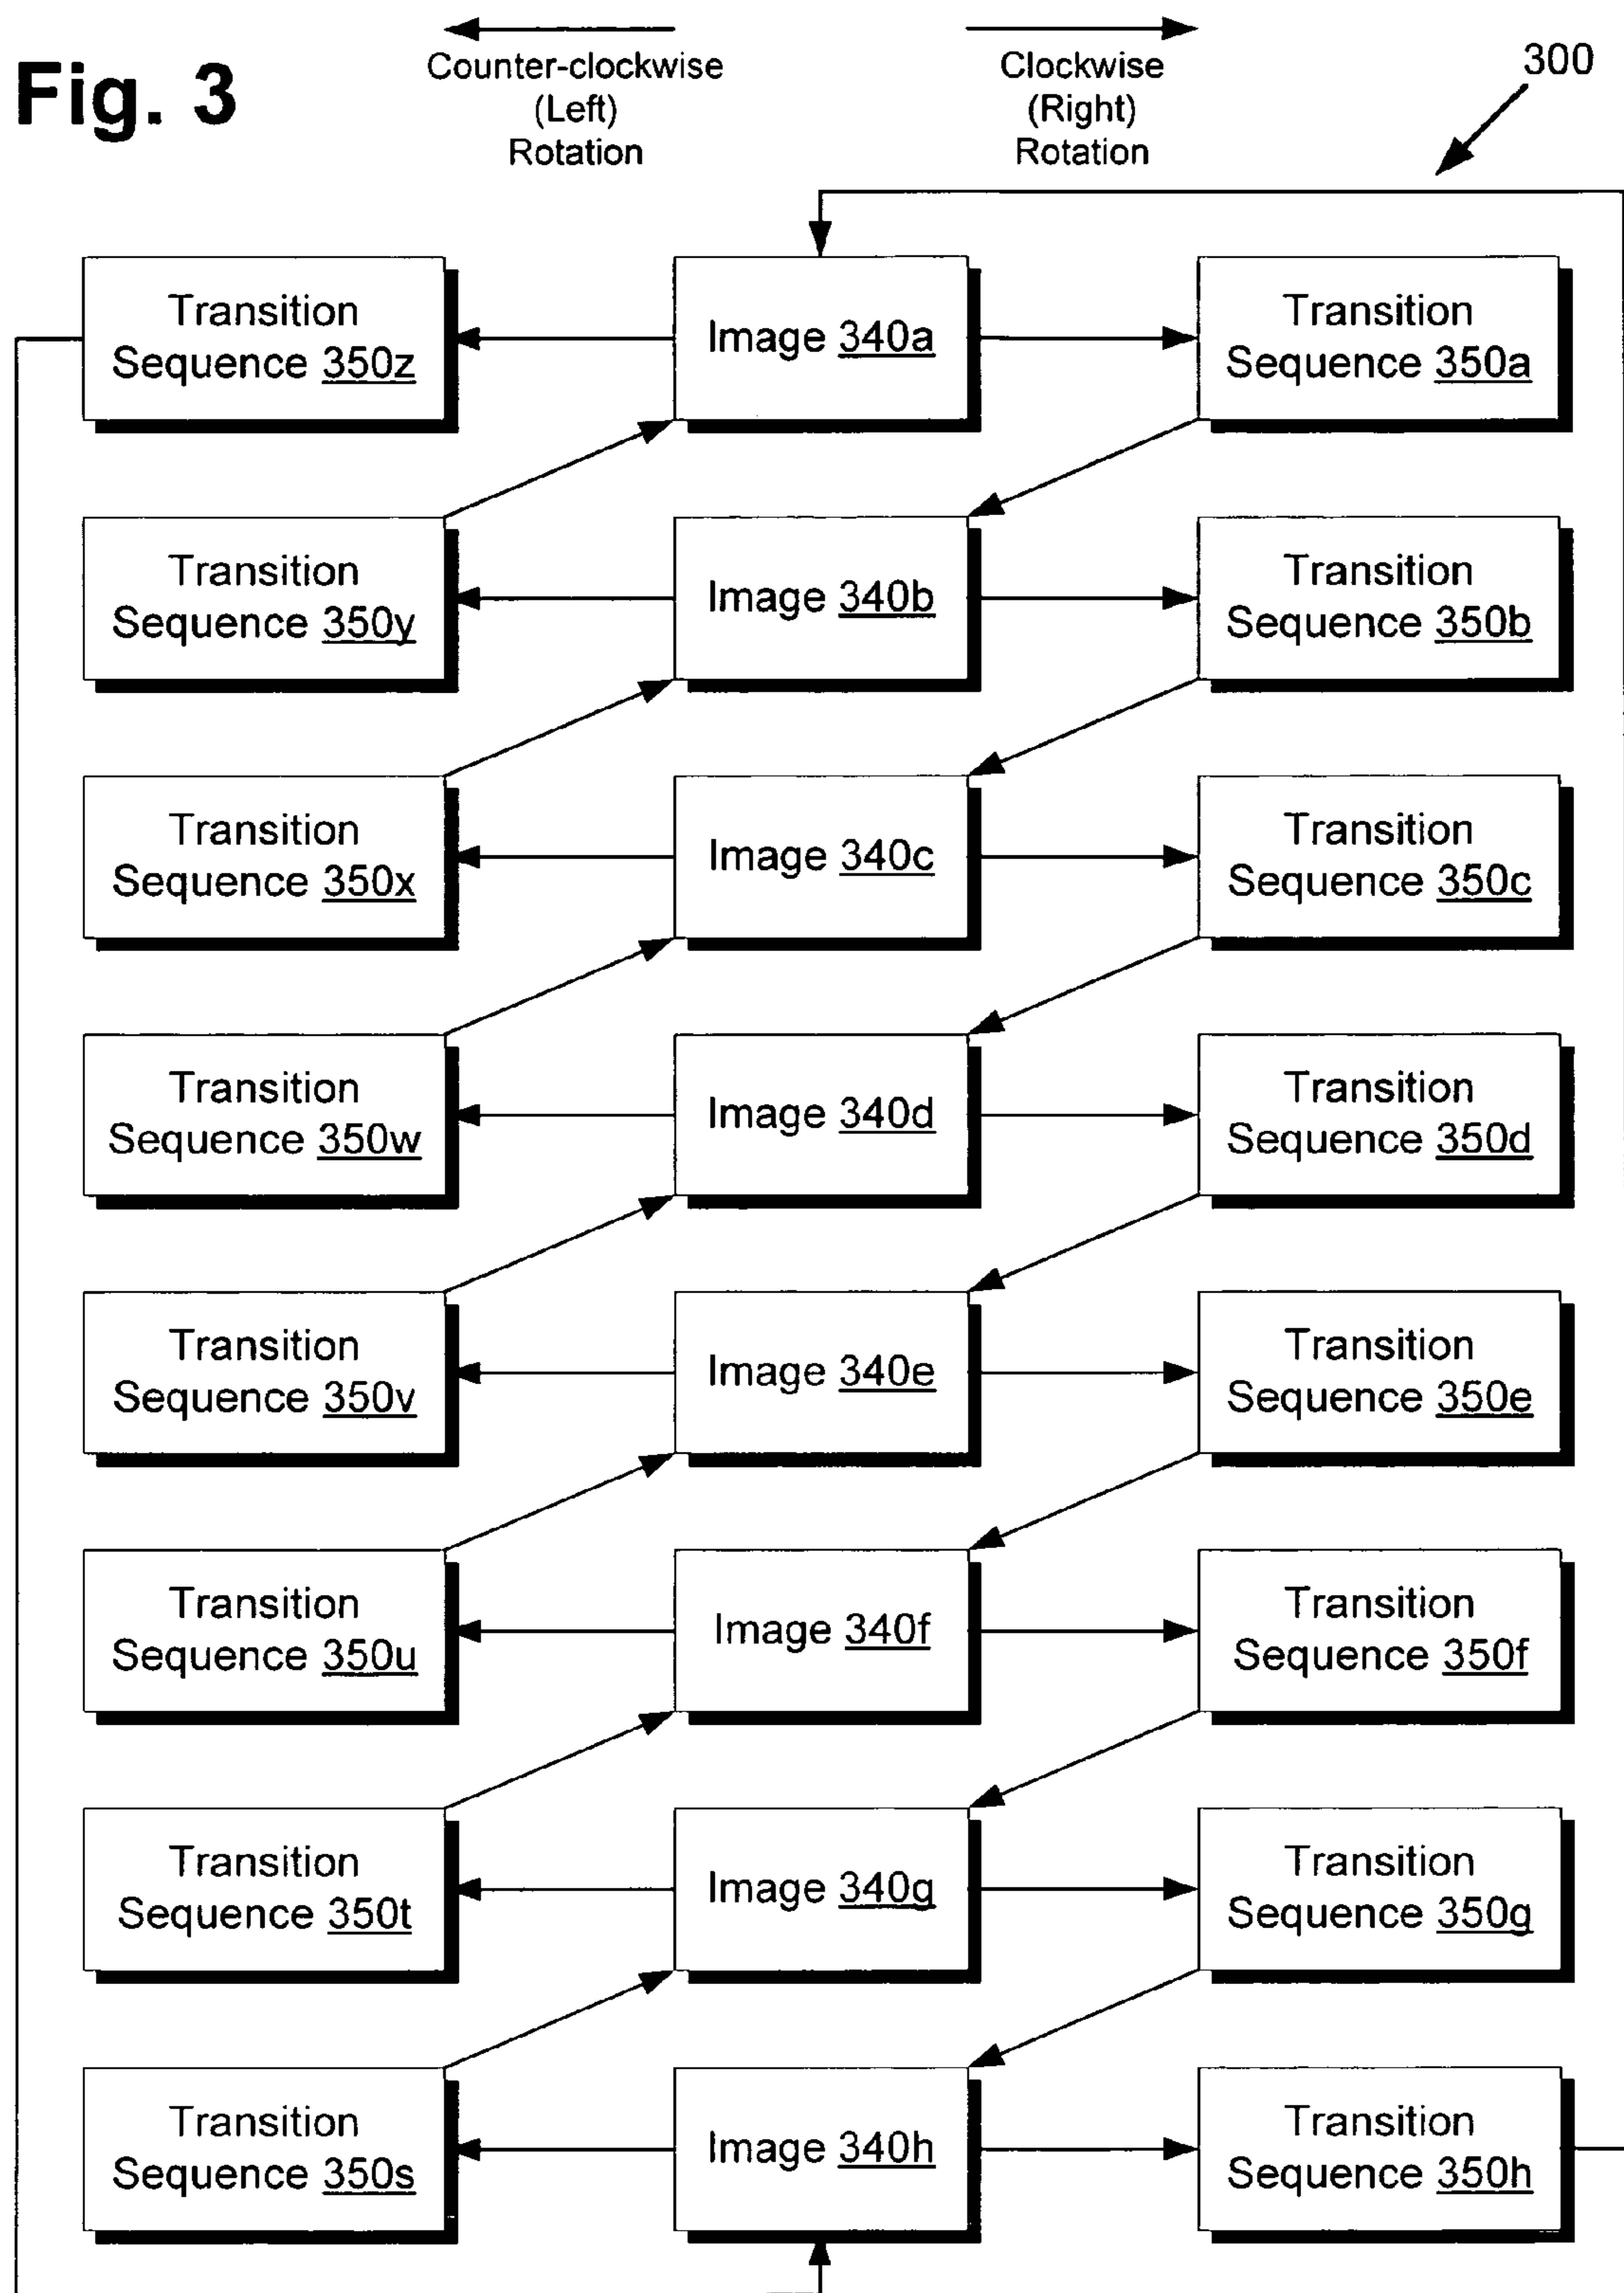 Fig. 3
Counter-clockwise
(Left)
Rotation
Clockwise
(Right)
Rotation
300
Transition
Sequence 350z
Image 340a
Transition
Sequence 350a
Transition
Sequence 350y
Image 340b
Transition
Sequence 350b
Transition
Sequence 350x
Image 340c
Transition
Sequence 350c
Transition
Sequence 350w
Image 340d
Transition
Sequence 350d
Transition
Sequence 350v
Image 340e
Transition
Sequence 350e
Transition
Sequence 350u
Image 340f
Transition
Sequence 350f
Transition
Sequence 350t
Image 340g
Transition
Sequence 350g
Transition
Sequence 350s
Image 340h
Transition
Sequence 350h